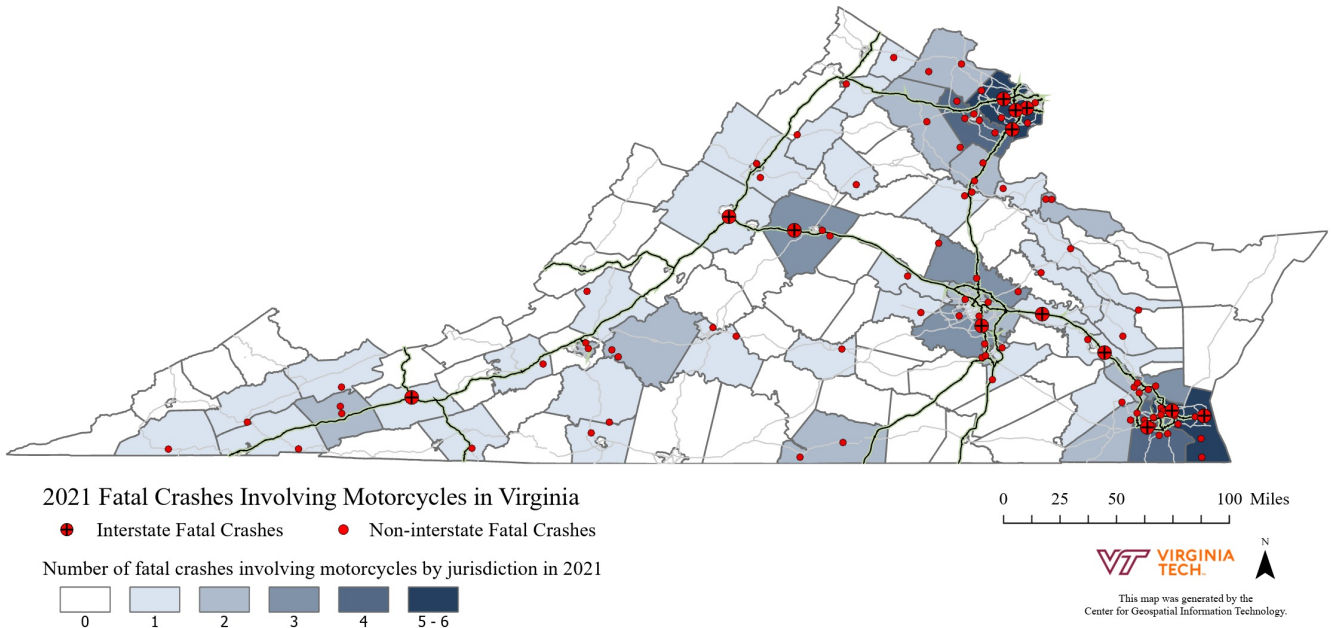 2021 Fatal Crashes Involving Motorcycles in Virginia
Interstate Fatal Crashes
Non-interstate Fatal Crashes
Number of fatal crashes involving motorcycles by jurisdiction in 2021
0
1
2
3
4
5 - 6
0 25 50 100 Miles
N
VT VIRGINIA
TECH
This map was generated by the
Center for Geospatial Information Technology.